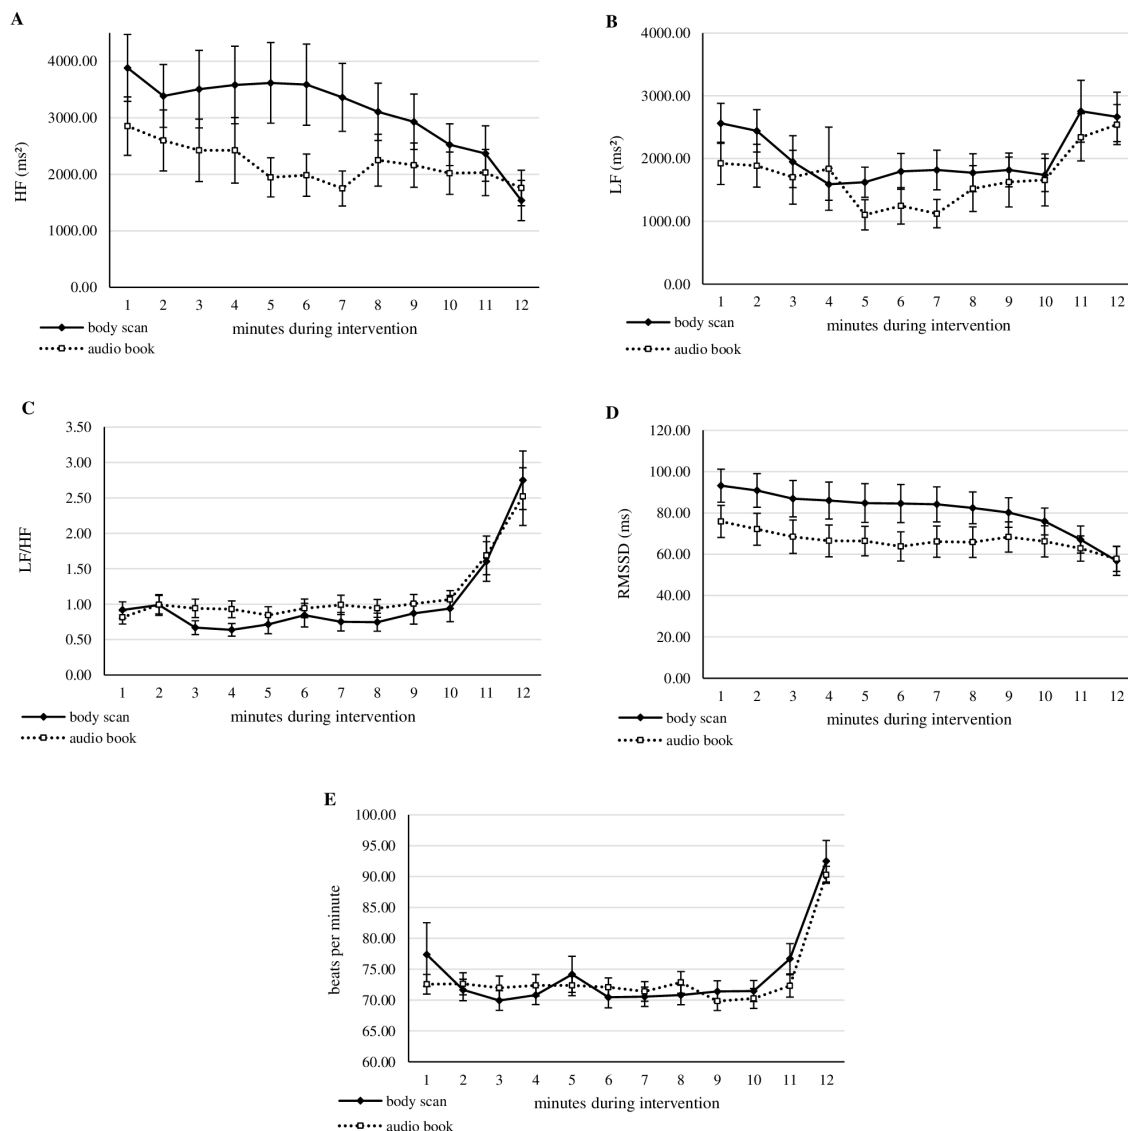 A
HF (ms²)
4000.00
3000.00
2000.00
1000.00
0.00
1 2 3 4 5 6 7 8 9 10 11 12
minutes during intervention
body scan
audio book
B
LF (ms²)
4000.00
3000.00
2000.00
1000.00
0.00
1 2 3 4 5 6 7 8 9 10 11 12
minutes during intervention
body scan
audio book
C
LF/HF
3.50
3.00
2.50
2.00
1.50
1.00
0.50
0.00
1 2 3 4 5 6 7 8 9 10 11 12
minutes during intervention
body scan
audio book
D
RMSSD (ms)
120.00
100.00
80.00
60.00
40.00
20.00
0.00
1 2 3 4 5 6 7 8 9 10 11 12
minutes during intervention
body scan
audio book
E
beats per minute
100.00
95.00
90.00
85.00
80.00
75.00
70.00
65.00
60.00
1 2 3 4 5 6 7 8 9 10 11 12
minutes during intervention
body scan
audio book